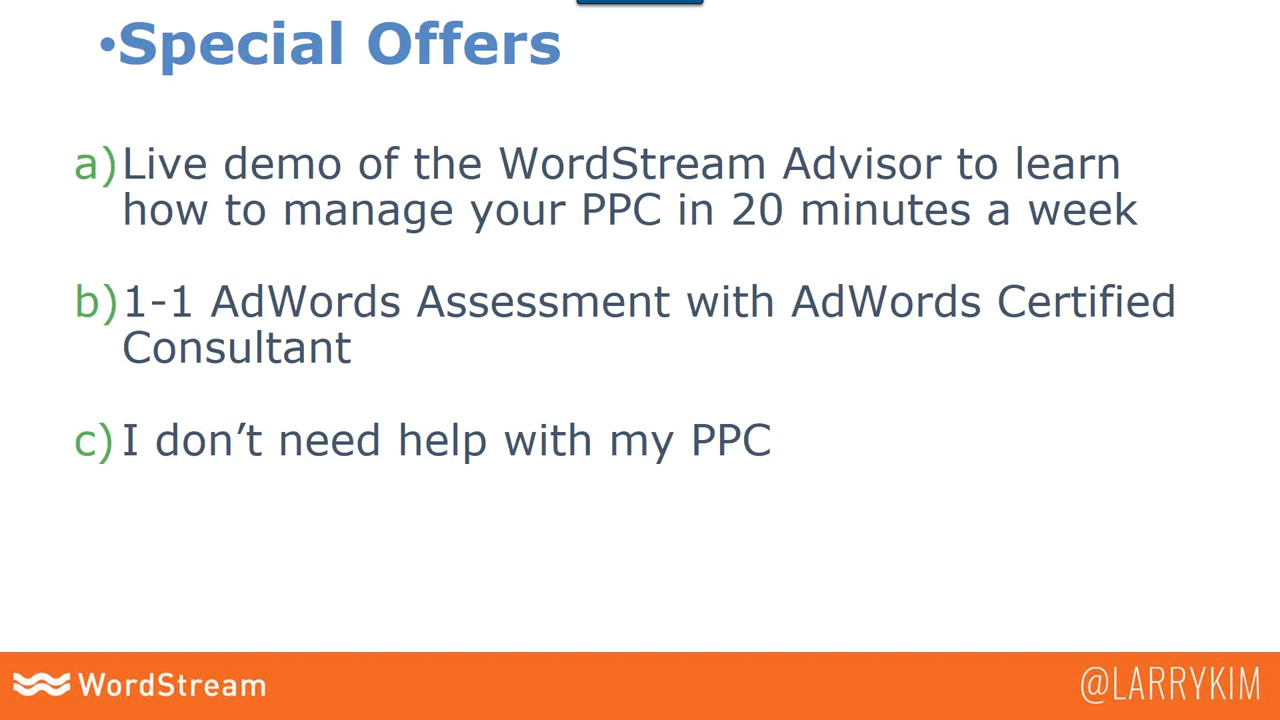 •Special Offers
a)Live demo of the WordStream Advisor to learn
how to manage your PPC in 20 minutes a week
b)1-1 AdWords Assessment with AdWords Certified
Consultant
c)I don’t need help with my PPC
WordStream
@LARRYKIM